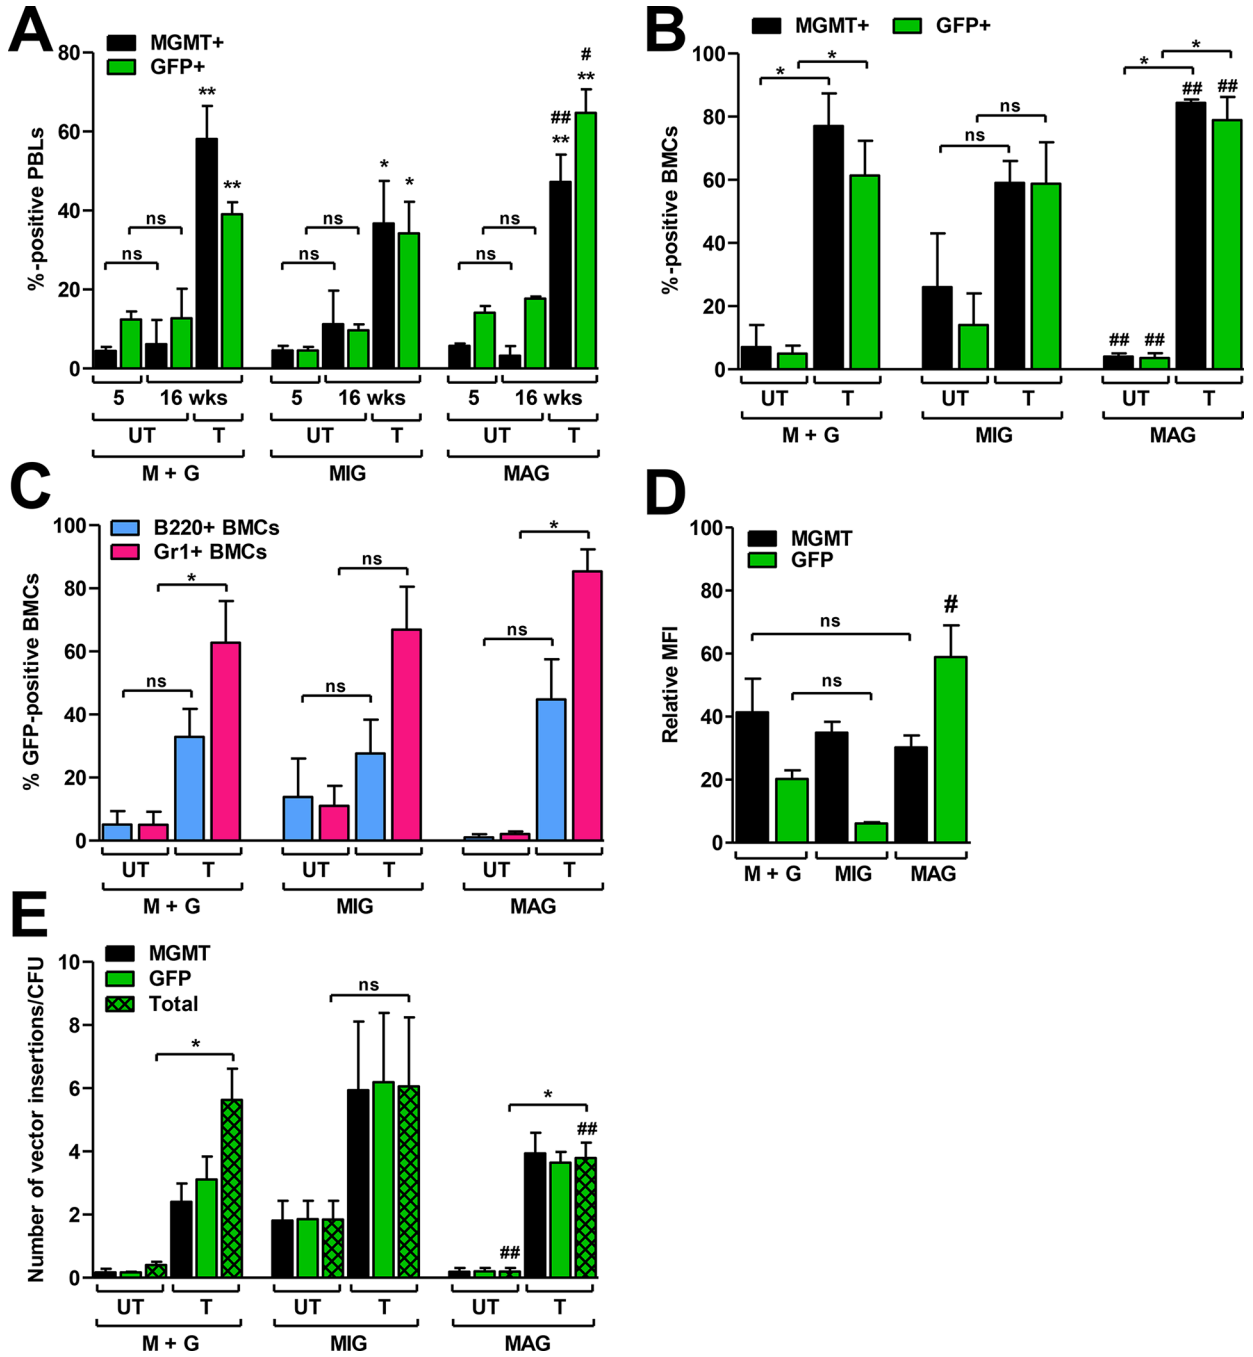 A
MGMT+
GFP+
%-positive PBLs
80
60
40
20
0
ns
ns
**
**
ns
ns
*
*
ns
ns
##
**
#
**
5
16 wks
5
16 wks
5
16 wks
UT
T
UT
T
UT
T
M + G
MIG
MAG
B
MGMT+
GFP+
%-positive BMCs
100
80
60
40
20
0
*
*
ns
ns
*
*
##
##
##
##
UT
T
UT
T
UT
T
M + G
MIG
MAG
C
B220+ BMCs
Gr1+ BMCs
% GFP-positive BMCs
100
80
60
40
20
0
ns
*
ns
ns
ns
*
UT
T
UT
T
UT
T
M + G
MIG
MAG
D
MGMT
GFP
Relative MFI
100
80
60
40
20
0
ns
ns
#
M + G
MIG
MAG
E
MGMT
GFP
Total
Number of vector insertions/CFU
10
8
6
4
2
0
*
ns
*
##
##
UT
T
UT
T
UT
T
M + G
MIG
MAG